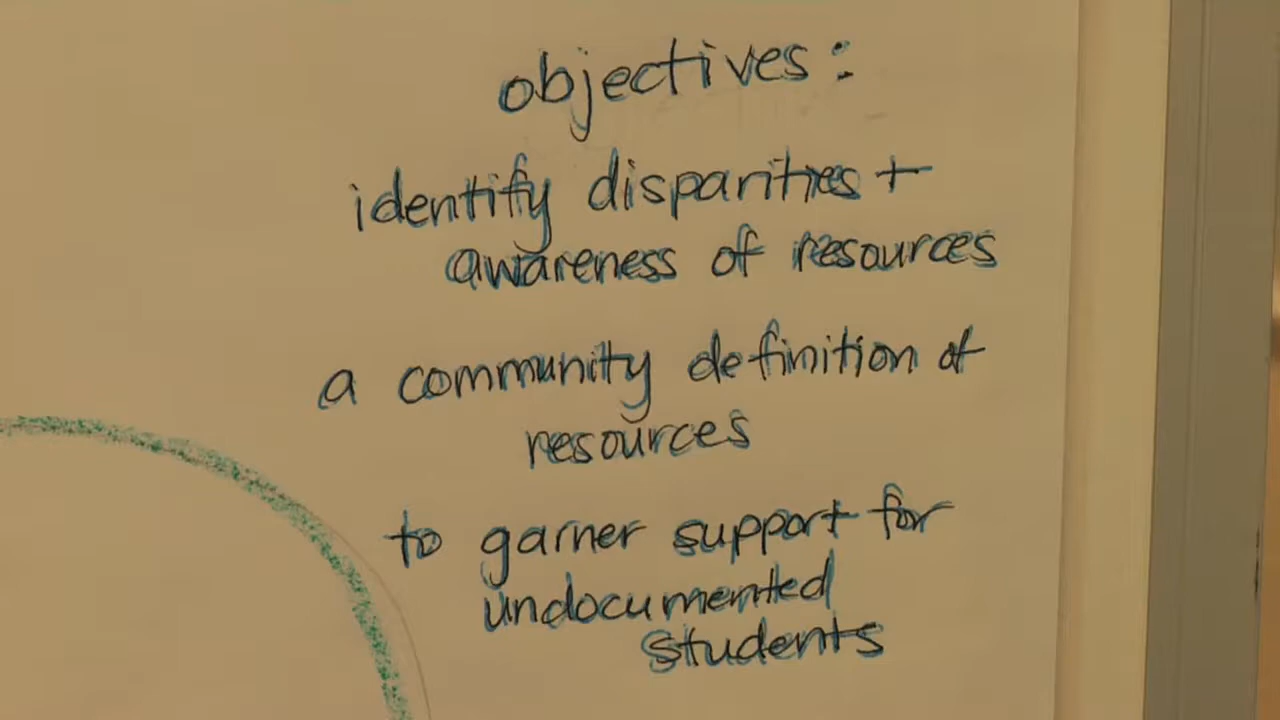 objectives:
identify disparities +
awareness of resources
a community definition of
resources
to garner support for
undocumented
students